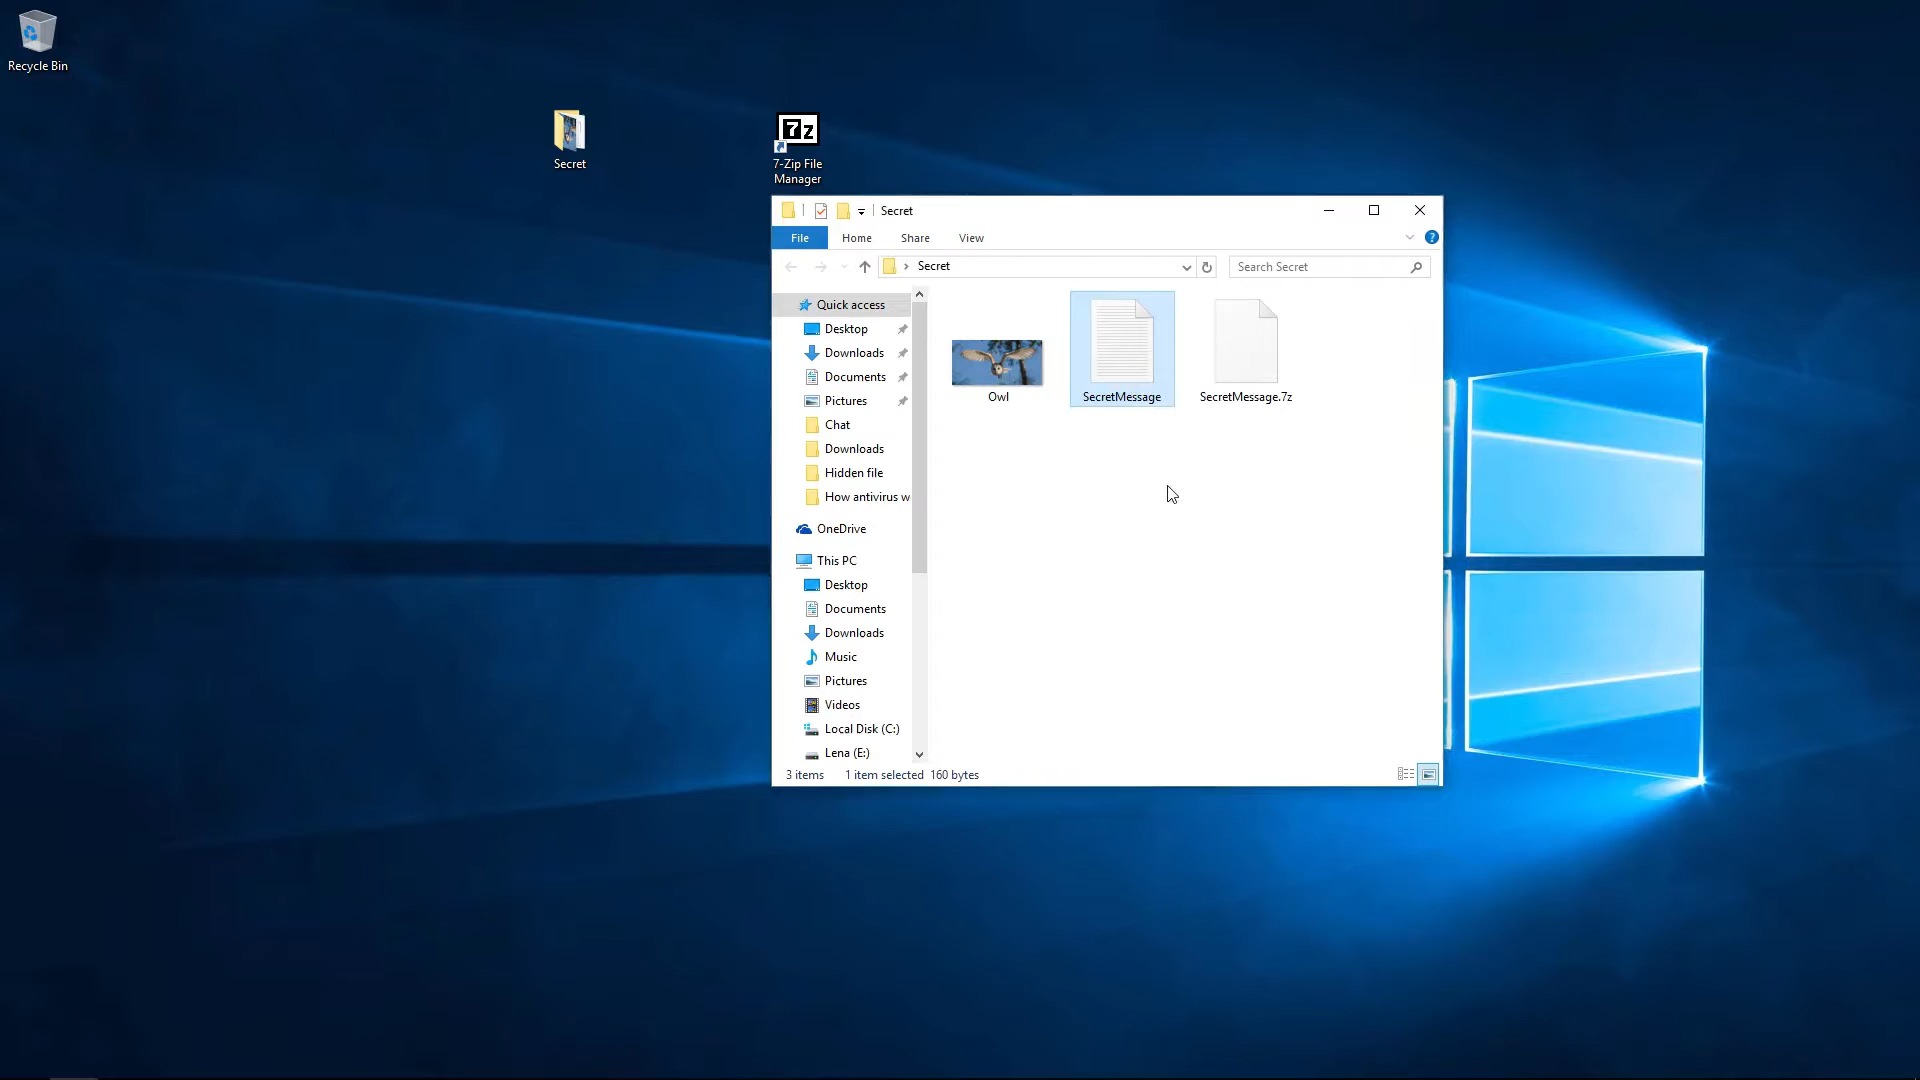 Recycle Bin
Secret
7z
7-Zip File
Manager
Secret
File Home Share View
?
Secret
Search Secret
Quick access
Desktop
Downloads
Documents
Pictures
Chat
Downloads
Hidden file
How antivirus w
OneDrive
This PC
Desktop
Documents
Downloads
Music
Pictures
Videos
Local Disk (C:)
Lena (E:)
Owl
SecretMessage
SecretMessage.7z
3 items 1 item selected 160 bytes